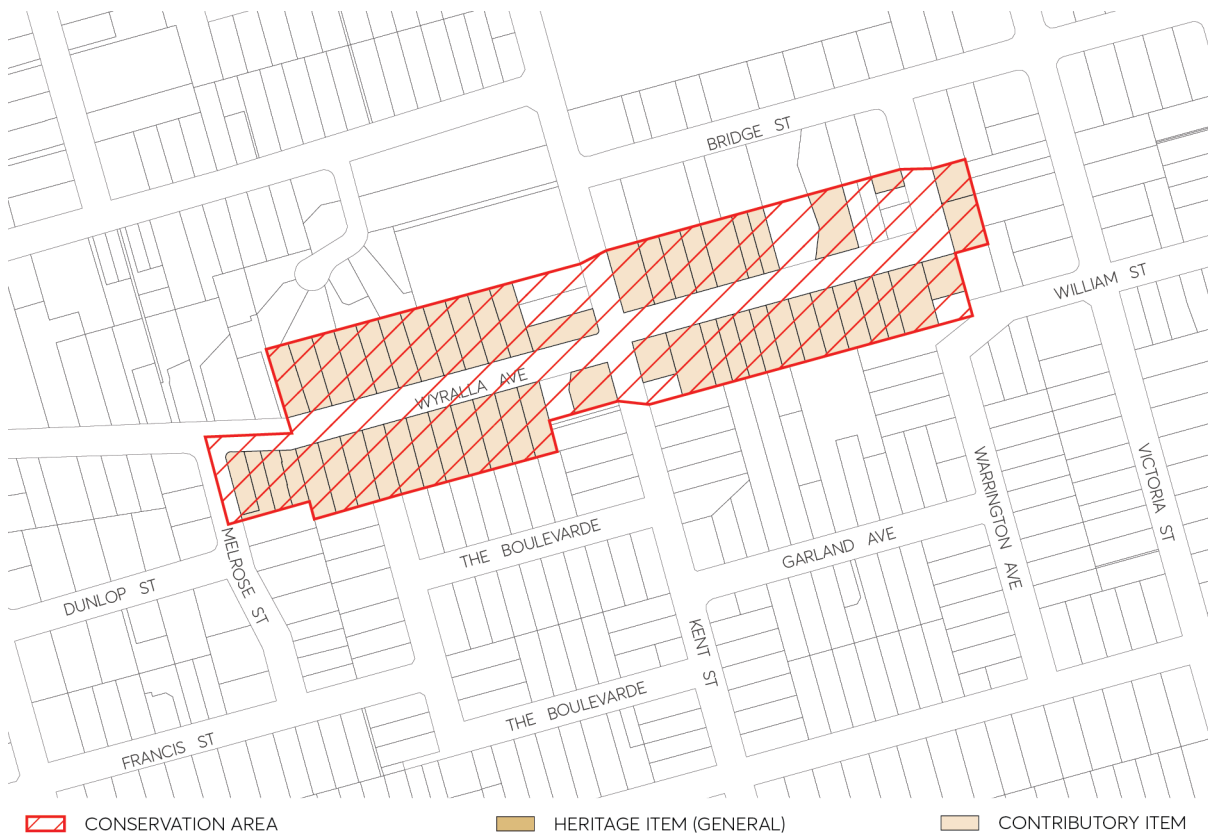 BRIDGE ST
WILLIAM ST
WYRALLA AVE
WARRINGTON AVE
VICTORIA ST
THE BOULEVARDE
GARLAND AVE
MELROSE ST
DUNLOP ST
KENT ST
THE BOULEVARDE
FRANCIS ST
CONSERVATION AREA
HERITAGE ITEM (GENERAL)
CONTRIBUTORY ITEM